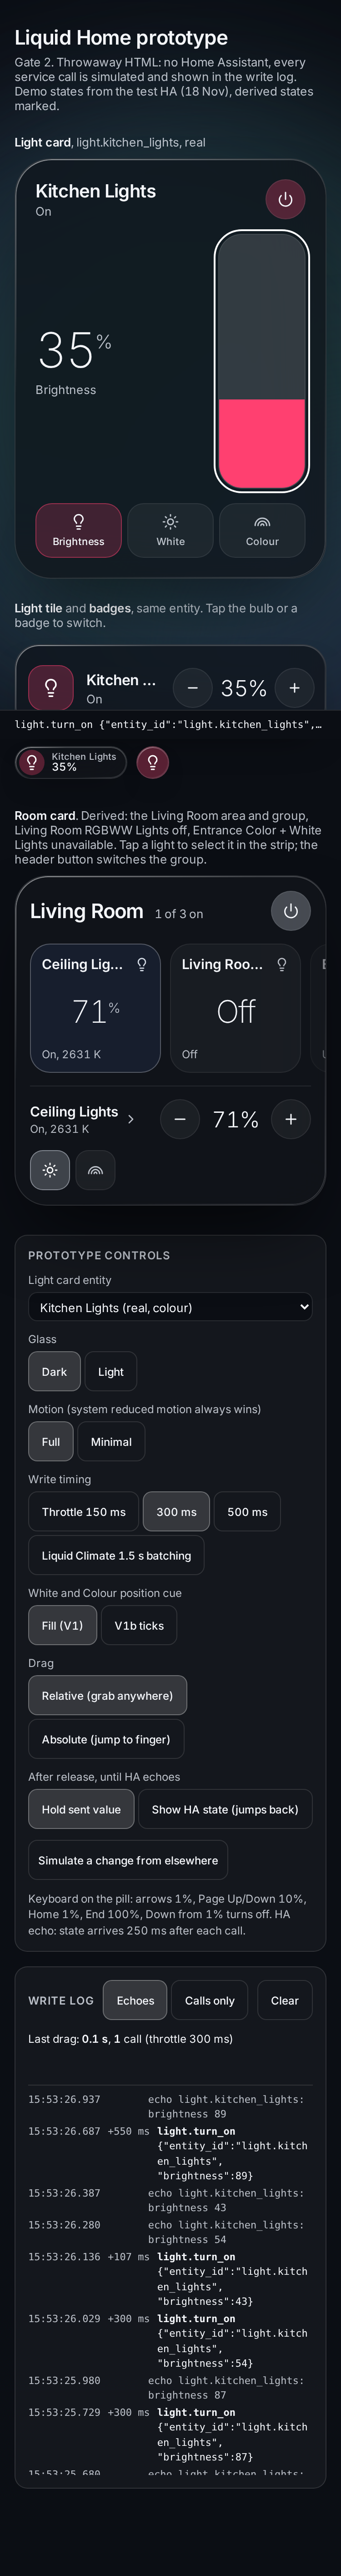 Liquid Home prototype
Gate 2. Throwaway HTML: no Home Assistant, every
service call is simulated and shown in the write log.
Demo states from the test HA (18 Nov), derived states
marked.
Light card, light.kitchen_lights, real
Kitchen Lights
On
35%
Brightness
Brightness
White
Colour
Light tile and badges, same entity. Tap the bulb or a
badge to switch.
Kitchen ...
On
35%
light.turn_on {"entity_id":"light.kitchen_lights",…
Kitchen Lights
35%
Room card. Derived: the Living Room area and group,
Living Room RGBWW Lights off, Entrance Color + White
Lights unavailable. Tap a light to select it in the strip; the
header button switches the group.
Living Room 1 of 3 on
Ceiling Lig...
71%
On, 2631 K
Living Roo...
Off
Off
Ceiling Lights
On, 2631 K
71%
PROTOTYPE CONTROLS
Light card entity
Kitchen Lights (real, colour)
Glass
Dark
Light
Motion (system reduced motion always wins)
Full
Minimal
Write timing
Throttle 150 ms
300 ms
500 ms
Liquid Climate 1.5 s batching
White and Colour position cue
Fill (V1)
V1b ticks
Drag
Relative (grab anywhere)
Absolute (jump to finger)
After release, until HA echoes
Hold sent value
Show HA state (jumps back)
Simulate a change from elsewhere
Keyboard on the pill: arrows 1%, Page Up/Down 10%,
Home 1%, End 100%, Down from 1% turns off. HA
echo: state arrives 250 ms after each call.
WRITE LOG
Echoes
Calls only
Clear
Last drag: 0.1 s, 1 call (throttle 300 ms)
15:53:26.937 echo light.kitchen_lights:
brightness 89
15:53:26.687 +550 ms light.turn_on
{"entity_id":"light.kitch
en_lights",
"brightness":89}
15:53:26.387 echo light.kitchen_lights:
brightness 43
15:53:26.280 echo light.kitchen_lights:
brightness 54
15:53:26.136 +107 ms light.turn_on
{"entity_id":"light.kitch
en_lights",
"brightness":43}
15:53:26.029 +300 ms light.turn_on
{"entity_id":"light.kitch
en_lights",
"brightness":54}
15:53:25.980 echo light.kitchen_lights:
brightness 87
15:53:25.729 +300 ms light.turn_on
{"entity_id":"light.kitch
en_lights",
"brightness":87}
15:53:25.680 echo light.kitchen_lights: